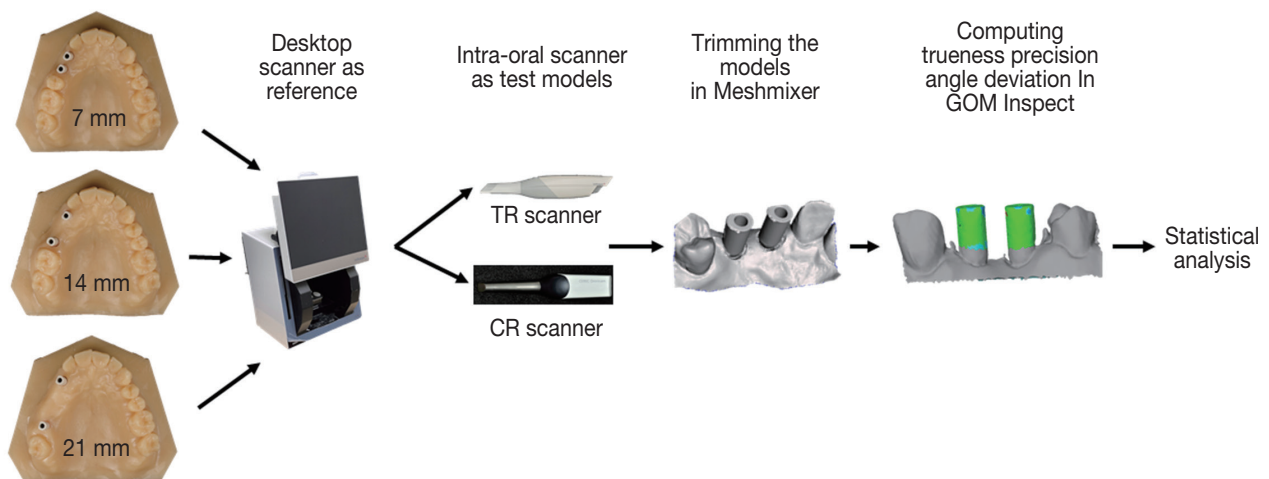 7 mm
14 mm
21 mm
Desktop
scanner as
reference
Intra-oral scanner
as test models
TR scanner
CR scanner
Trimming the
models
in Meshmixer
Computing
trueness precision
angle deviation In
GOM Inspect
Statistical
analysis